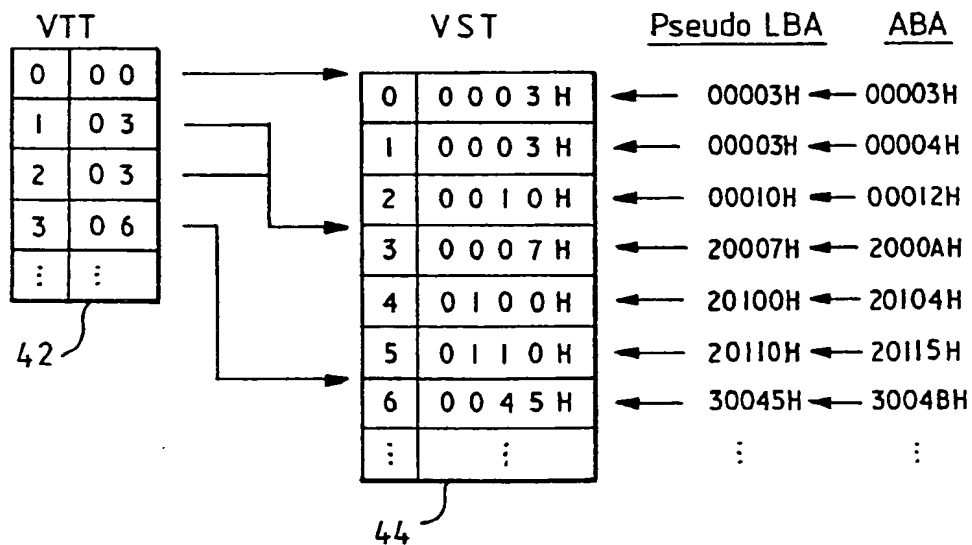 VTT
0 00
1 03
2 03
3 06
⋮ ⋮
42
VST
0 0003H
1 0003H
2 0010H
3 0007H
4 0100H
5 0110H
6 0045H
⋮ ⋮
44
Pseudo LBA ABA
00003H 00003H
00003H 00004H
00010H 00012H
20007H 2000AH
20100H 20104H
20110H 20115H
30045H 3004BH
⋮ ⋮